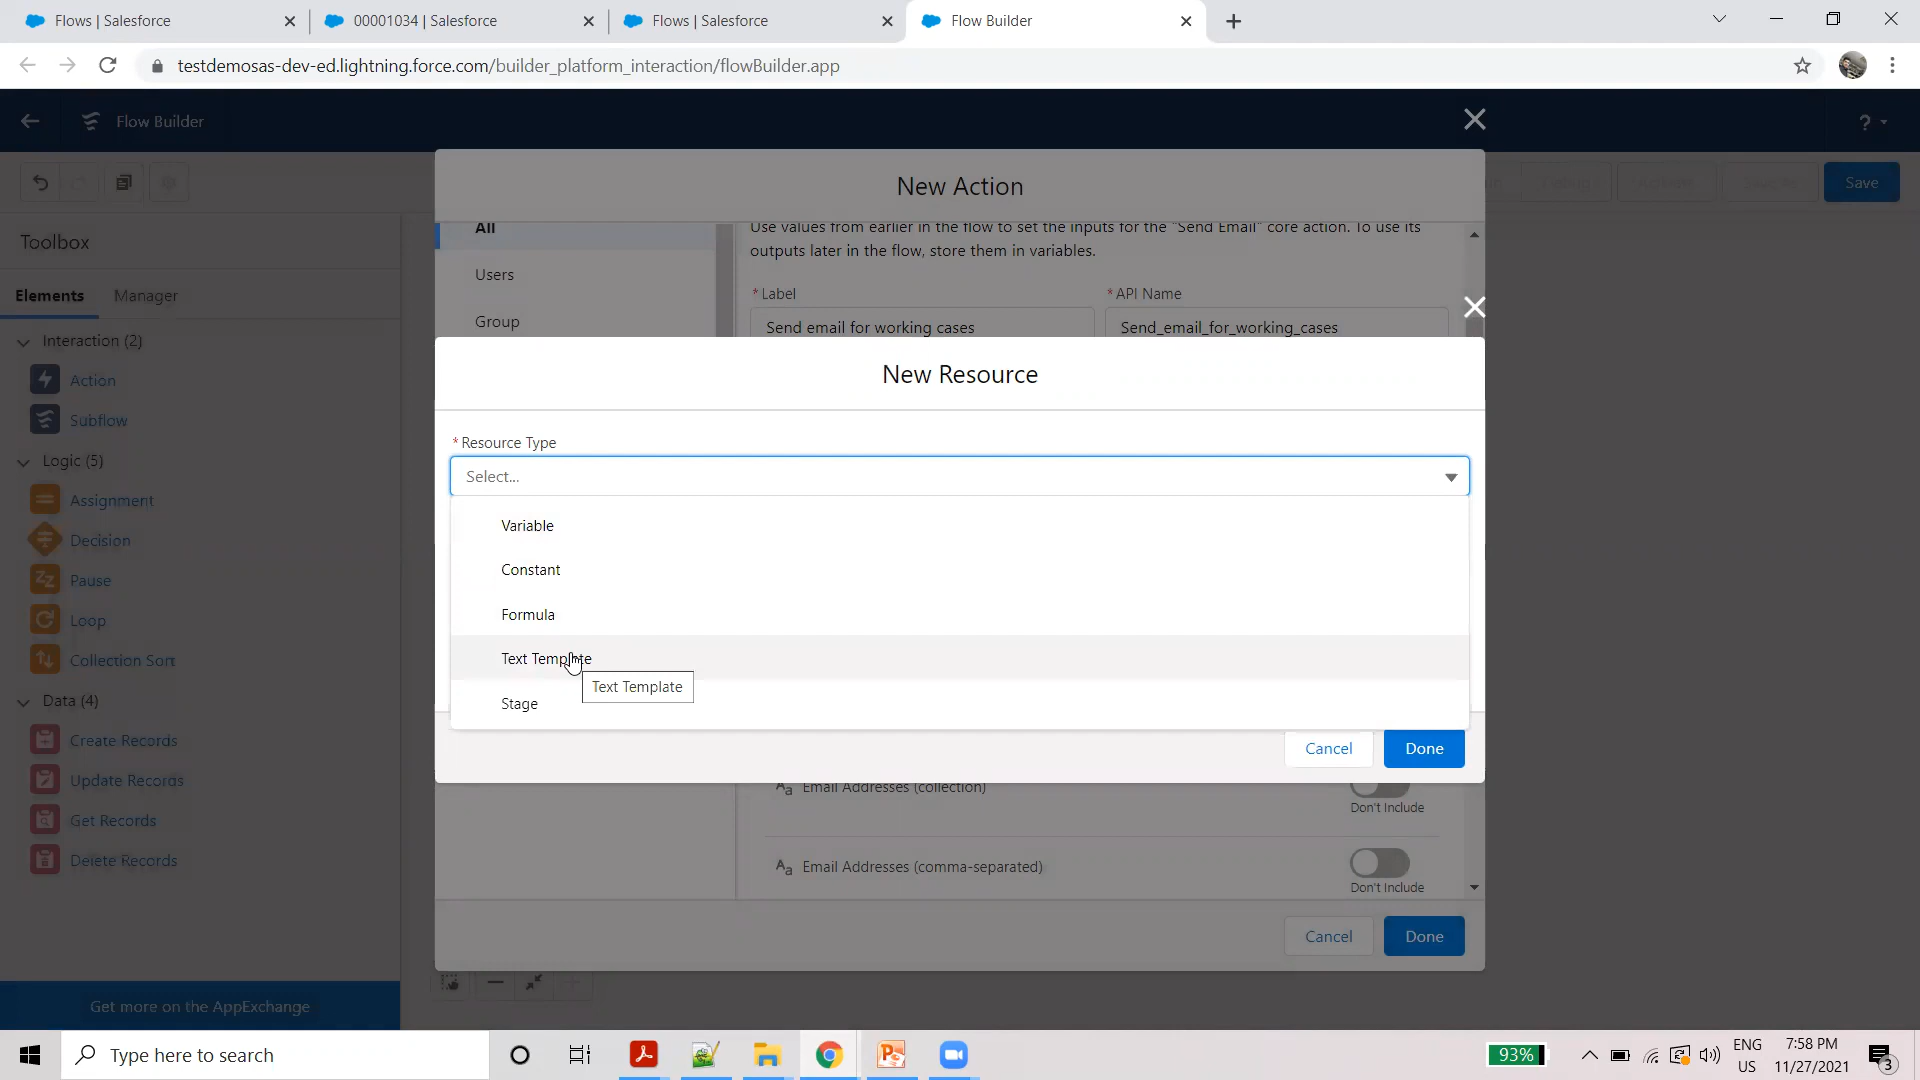 Flows | Salesforce
00001034 | Salesforce
Flows | Salesforce
Flow Builder
testdemosas-dev-ed.lightning.force.com/builder_platform_interaction/flowBuilder.app
Flow Builder
?
New Action
Save
Toolbox
All
Use values from earlier in the flow to set the inputs for the "Send Email" core action. To use its
outputs later in the flow, store them in variables.
Users
Elements
Manager
*Label
*API Name
Group
Send email for working cases
Send_email_for_working_cases
Interaction (2)
Action
Subflow
Logic (5)
Assignment
Decision
Pause
Loop
Collection Sort
Data (4)
Create Records
Update Records
Get Records
Delete Records
Get more on the AppExchange
New Resource
*Resource Type
Select...
Variable
Constant
Formula
Text Template
Text Template
Stage
Cancel
Done
Aa Email Addresses (collection)
Don't Include
Aa Email Addresses (comma-separated)
Don't Include
Cancel
Done
Type here to search
93%
ENG
US
7:58 PM
11/27/2021
3